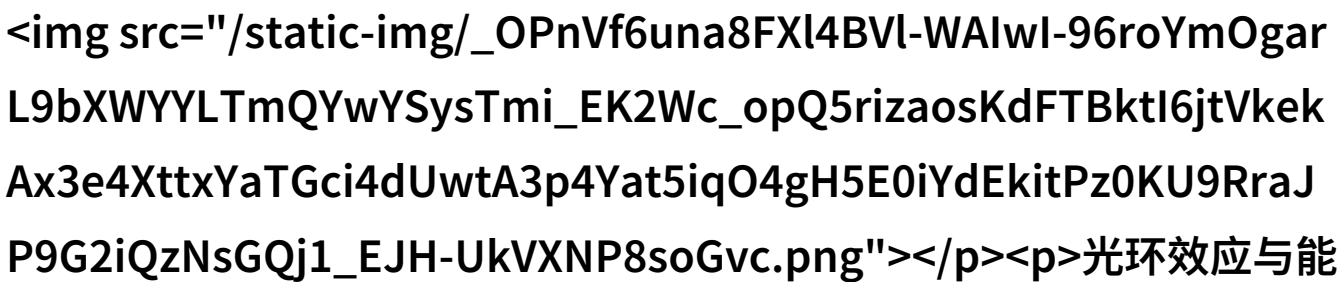 <img src="/static-img/_OPnVf6una8FXl4BVl-WAIwI-96roYmOgar
L9bXWYYLTmQYwYSysTmi_EK2Wc_opQ5rizaosKdFTBktI6jtVkek
Ax3e4XttxYaTGci4dUwtA3p4Yat5iqO4gH5E0iYdEkitPz0KU9RraJ
P9G2iQzNsGQj1_EJH-UkVXNP8soGvc.png"></p><p>光环效应与能